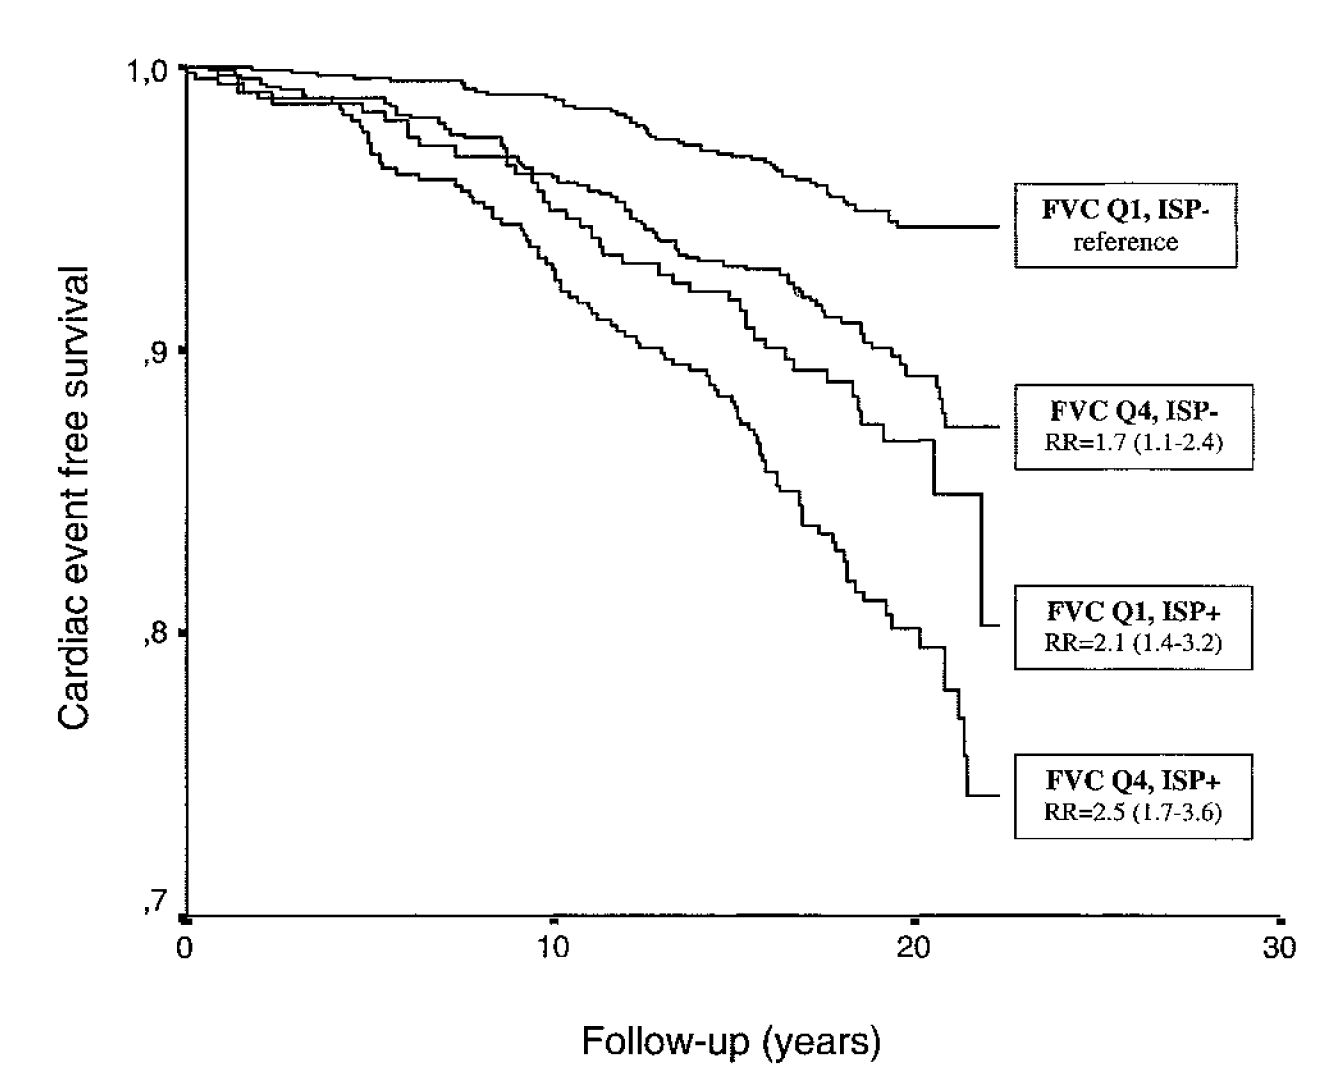 1,0
,9
,8
,7
Cardiac event free survival
0
10
20
30
Follow-up (years)
FVC Q1, ISP-
reference
FVC Q4, ISP-
RR=1.7 (1.1-2.4)
FVC Q1, ISP+
RR=2.1 (1.4-3.2)
FVC Q4, ISP+
RR=2.5 (1.7-3.6)